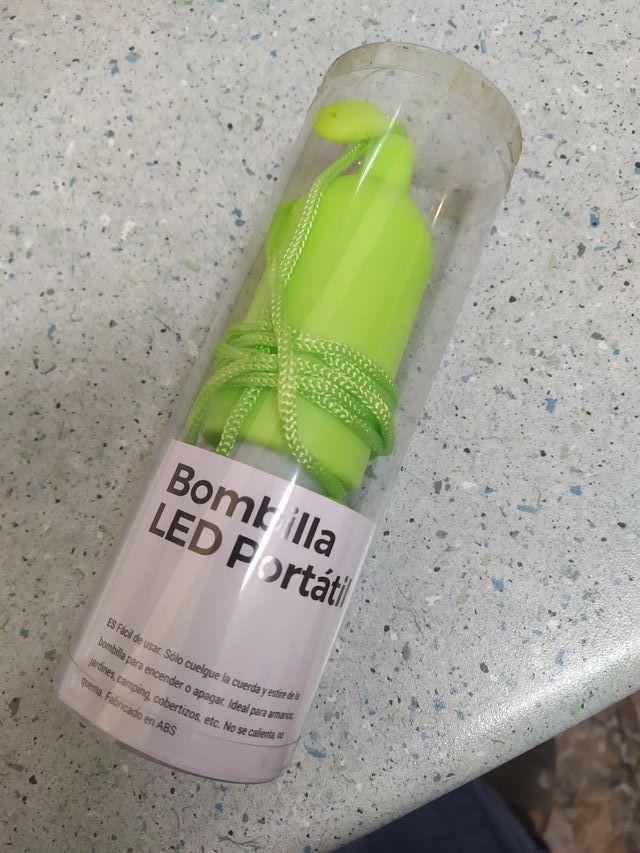 Bombilla
LED Portátil
ES Fácil de usar. Sólo cuelgue la cuerda y estire de la
bombilla para encender o apagar. Ideal para armarios,
jardines, camping, cobertizos, etc. No se calienta, no
quema. Fabricado en ABS